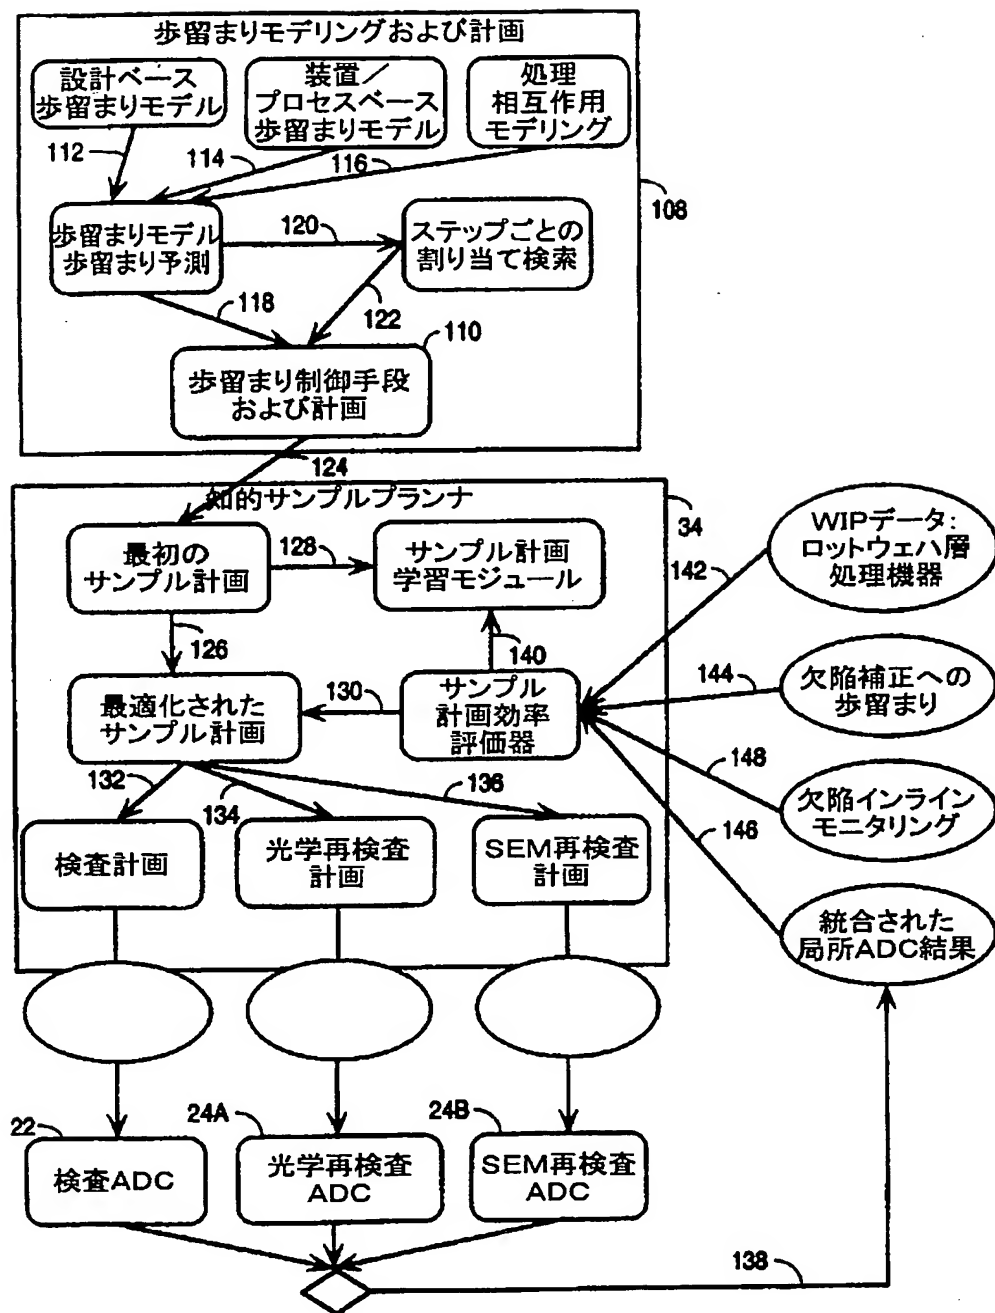 歩留まりモデリングおよび計画
設計ベース
歩留まりモデル
装置／
プロセスベース
歩留まりモデル
処理
相互作用
モデリング
112
114
116
108
歩留まりモデル
歩留まり予測
120
ステップごとの
割り当て検索
118
122
110
歩留まり制御手段
および計画
124
知的サンプルプランナ
34
最初の
サンプル計画
128
サンプル計画
学習モジュール
WIPデータ：
ロットウェハ層
処理機器
142
126
140
最適化された
サンプル計画
130
サンプル
計画効率
評価器
144
欠陥補正への
歩留まり
132
134
136
148
欠陥インライン
モニタリング
146
検査計画
光学再検査
計画
SEM再検査
計画
統合された
局所ADC結果
22
24A
24B
検査ADC
光学再検査
ADC
SEM再検査
ADC
138